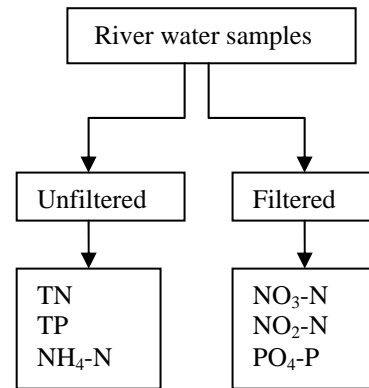 River water samples
Unfiltered
Filtered
TN
TP
NH₄-N
NO₃-N
NO₂-N
PO₄-P